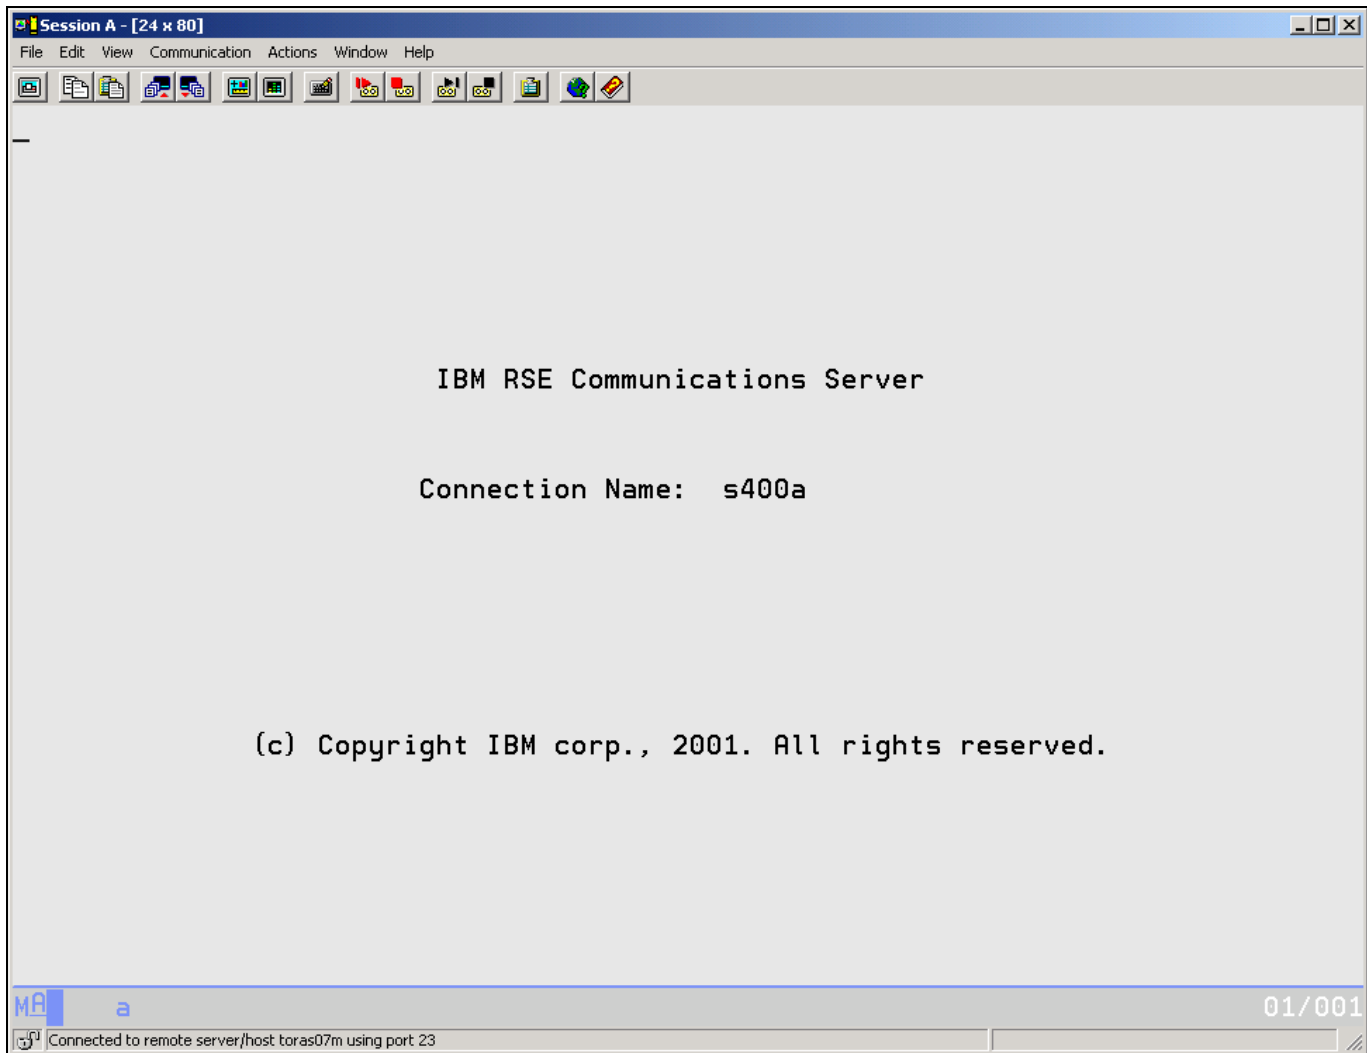 Session A - [24 x 80]
File Edit View Communication Actions Window Help
IBM RSE Communications Server
Connection Name: s400a
(c) Copyright IBM corp., 2001. All rights reserved.
MA a 01/001
Connected to remote server/host toras07m using port 23